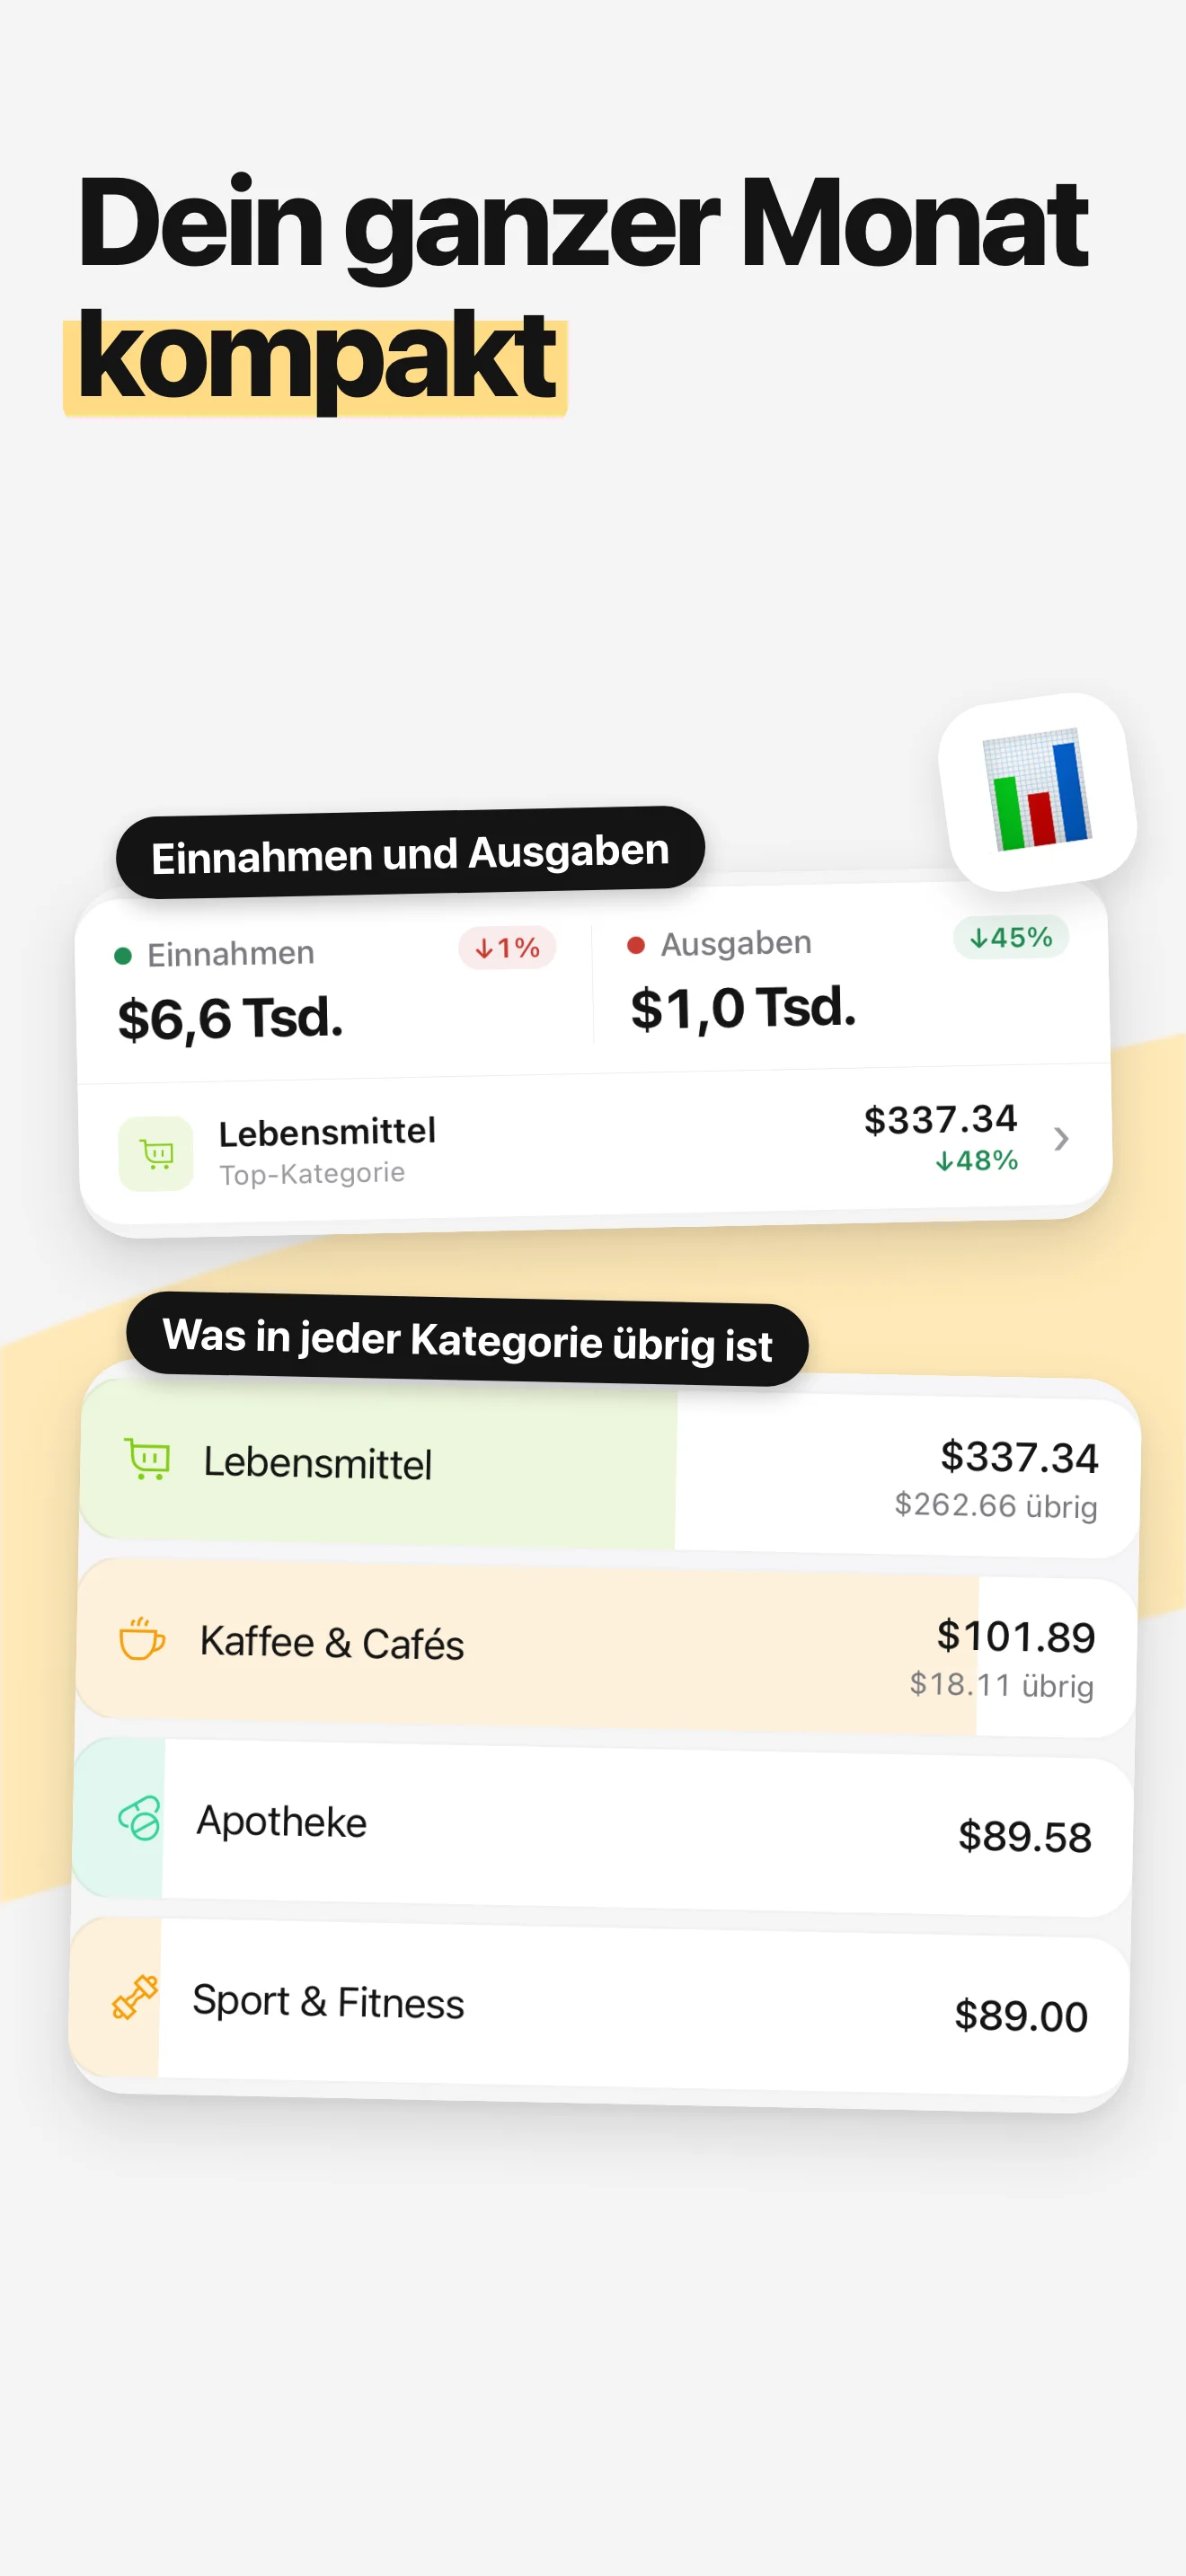 Dein ganzer Monat
kompakt
Einnahmen und Ausgaben
Einnahmen
↓1%
$6,6 Tsd.
Ausgaben
↓45%
$1,0 Tsd.
Lebensmittel
Top-Kategorie
$337.34
↓48%
Was in jeder Kategorie übrig ist
Lebensmittel
$337.34
$262.66 übrig
Kaffee & Cafés
$101.89
$18.11 übrig
Apotheke
$89.58
Sport & Fitness
$89.00